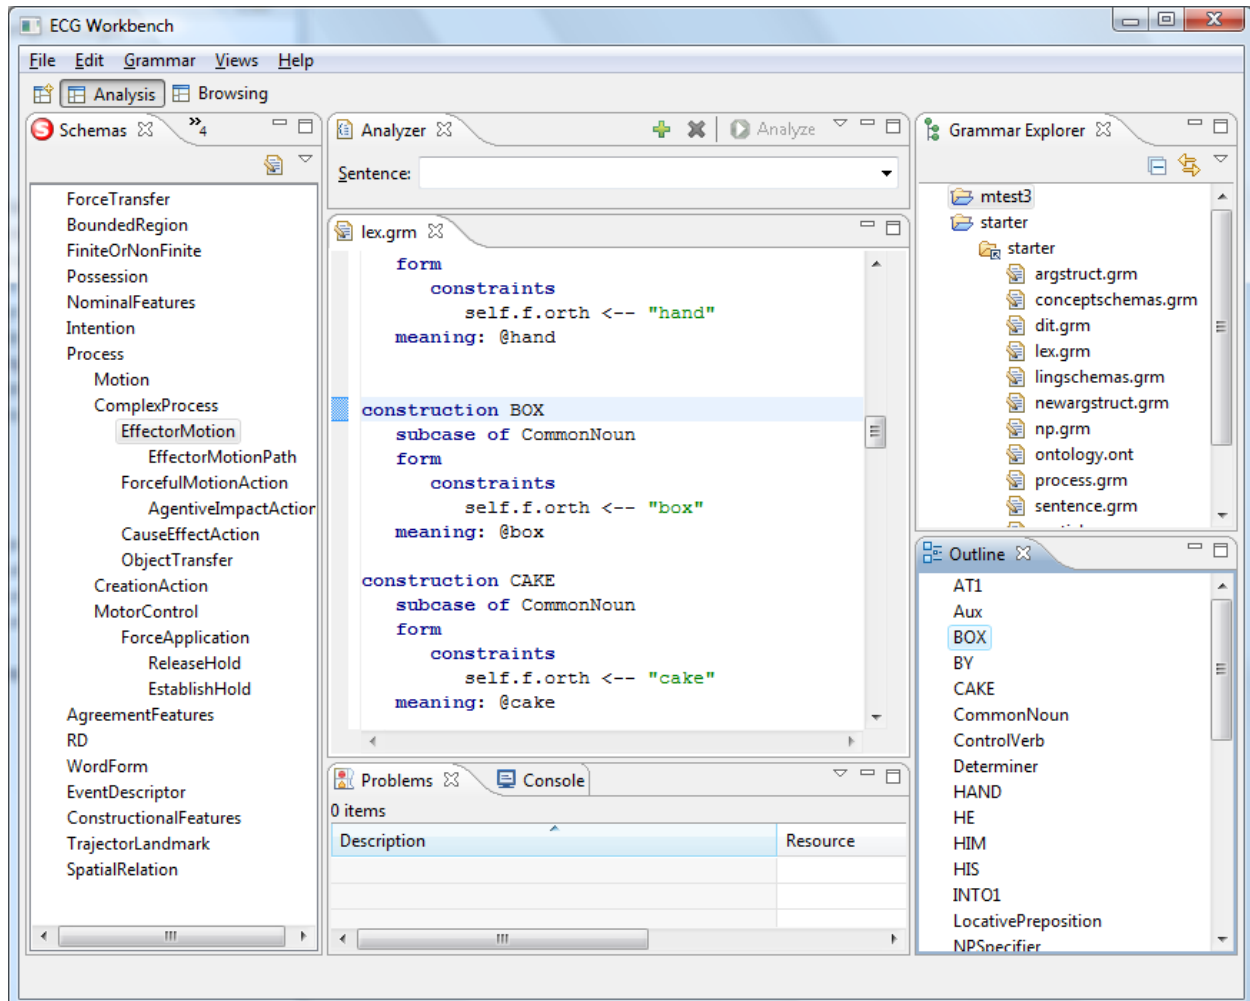 ECG Workbench
File Edit Grammar Views Help
Analysis Browsing
Schemas 4
ForceTransfer
BoundedRegion
FiniteOrNonFinite
Possession
NominalFeatures
Intention
Process
Motion
ComplexProcess
EffectorMotion
EffectorMotionPath
ForcefulMotionAction
AgentiveImpactAction
CauseEffectAction
ObjectTransfer
CreationAction
MotorControl
ForceApplication
ReleaseHold
EstablishHold
AgreementFeatures
RD
WordForm
EventDescriptor
ConstructionalFeatures
TrajectorLandmark
SpatialRelation
Analyzer Analyze
Sentence:
lex.grm
form
constraints
self.f.orth <-- "hand"
meaning: @hand
construction BOX
subcase of CommonNoun
form
constraints
self.f.orth <-- "box"
meaning: @box
construction CAKE
subcase of CommonNoun
form
constraints
self.f.orth <-- "cake"
meaning: @cake
Problems Console
0 items
Description Resource
Grammar Explorer
mtest3
starter
starter
argstruct.grm
conceptschemas.grm
dit.grm
lex.grm
lingschemas.grm
newargstruct.grm
np.grm
ontology.ont
process.grm
sentence.grm
Outline
AT1
Aux
BOX
BY
CAKE
CommonNoun
ControlVerb
Determiner
HAND
HE
HIM
HIS
INTO1
LocativePreposition
NPSpecifier